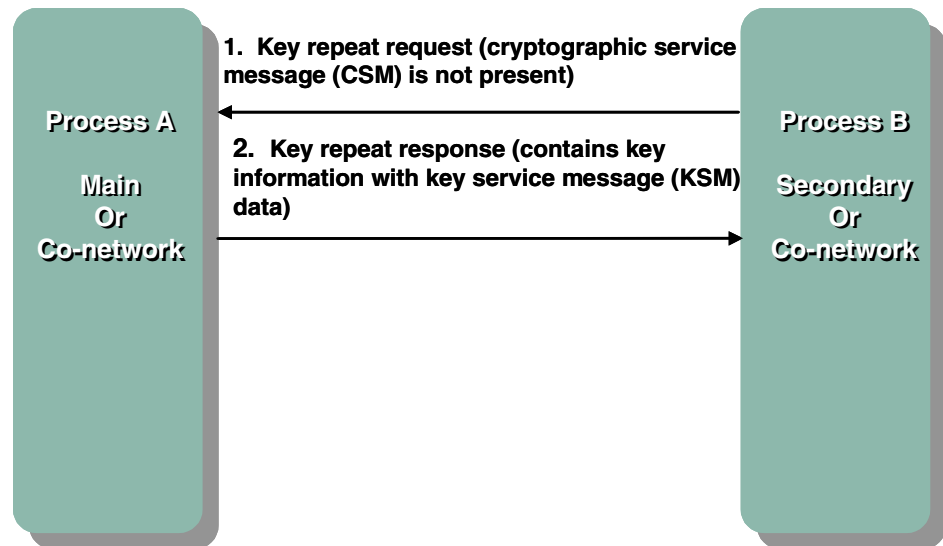 1. Key repeat request (cryptographic service
message (CSM) is not present)
Process A
Main
Or
Co-network
2. Key repeat response (contains key
information with key service message (KSM)
data)
Process B
Secondary
Or
Co-network